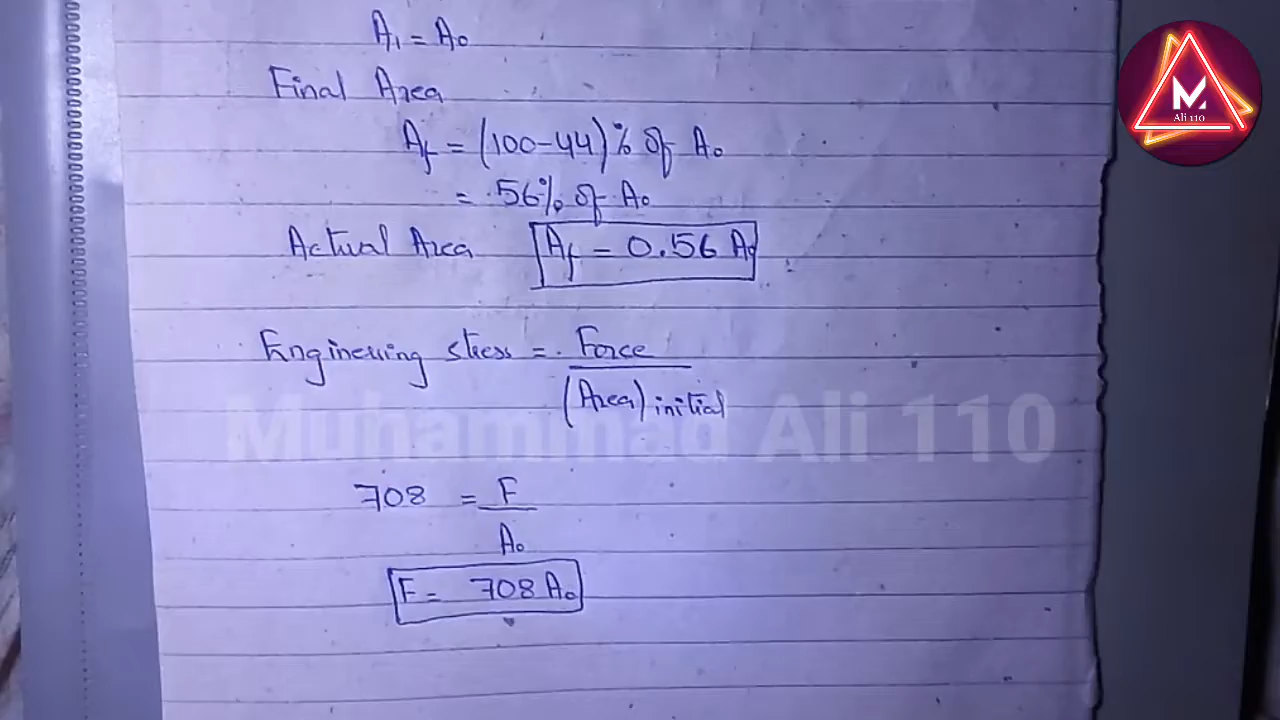 A₁ = A₀
Final Area
A_f = (100-44)% of A₀
= .56% of A₀
Actual Area A_f = 0.56 A₀
Engineering stress = Force / (Area) initial
708 = F / A₀
F = 708 A₀
Muhammad Ali 110
M
Ali 110